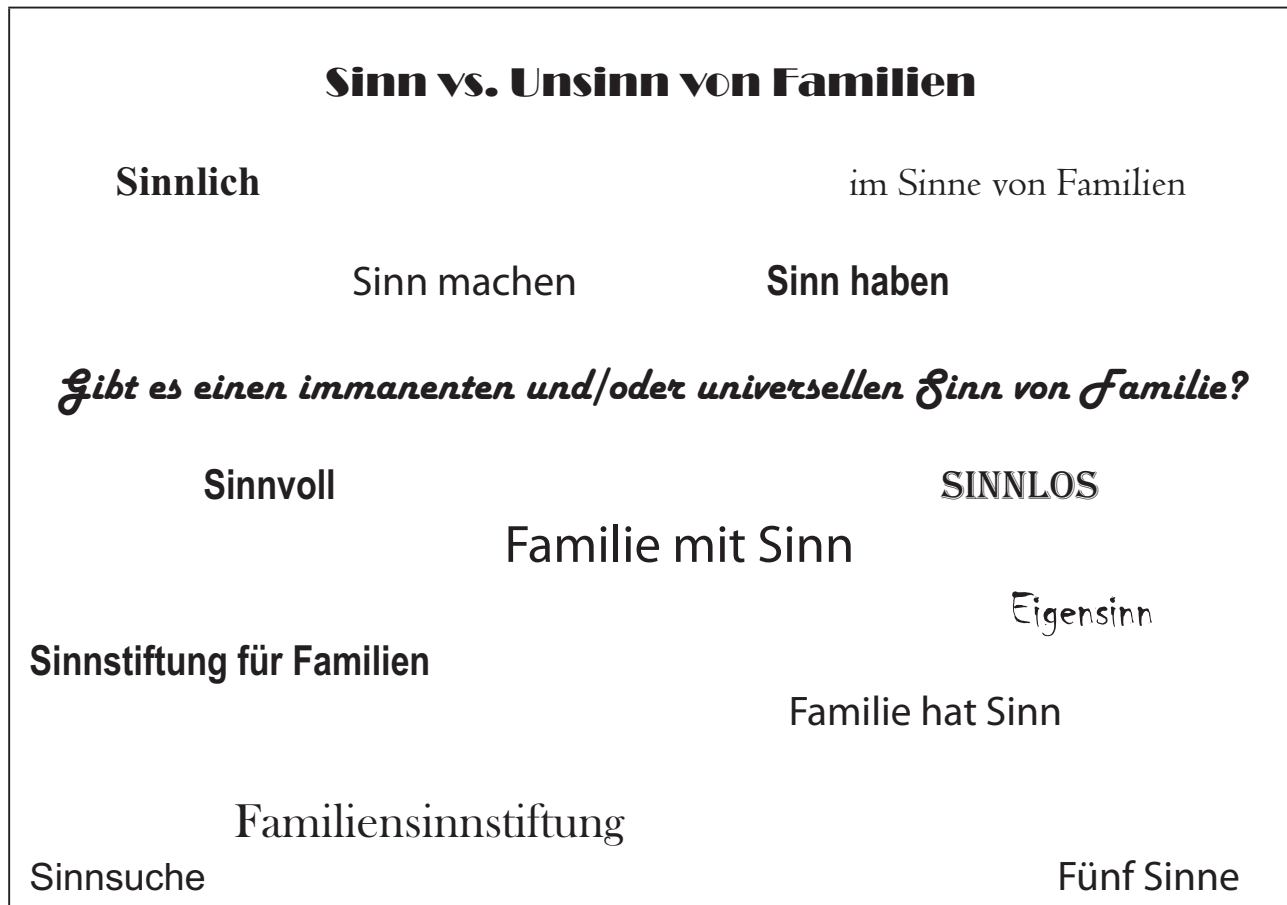 Sinn vs. Unsinn von Familien
Sinnlich
im Sinne von Familien
Sinn machen
Sinn haben
Gibt es einen immanenten und/oder universellen Sinn von Familie?
Sinnvoll
SINNLOS
Familie mit Sinn
Eigensinn
Sinnstiftung für Familien
Familie hat Sinn
Familiensinnstiftung
Sinnsuche
Fünf Sinne